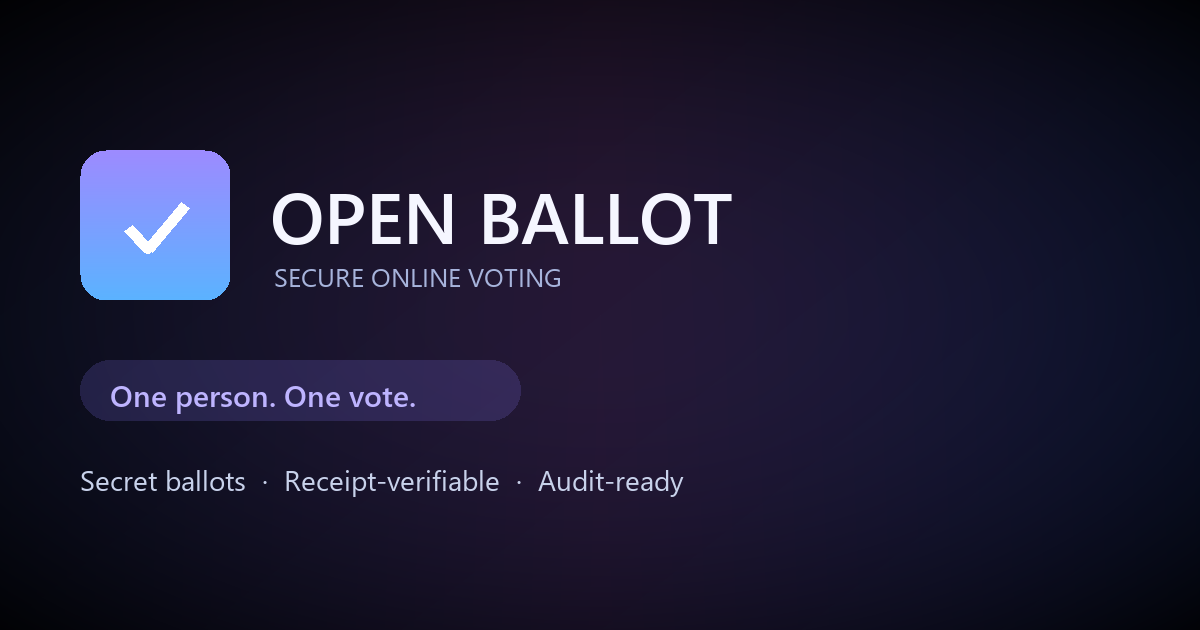 OPEN BALLOT
SECURE ONLINE VOTING
One person. One vote.
Secret ballots · Receipt-verifiable · Audit-ready